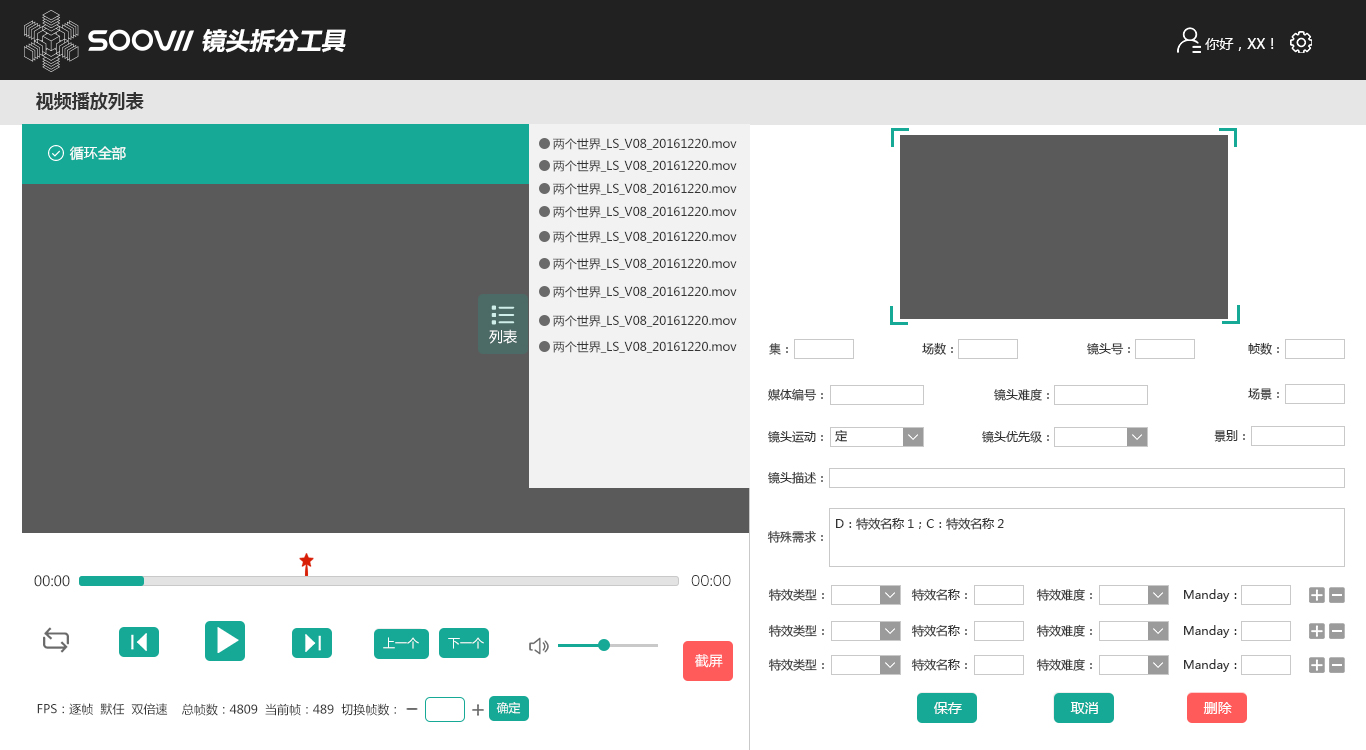 SOOVII 镜头拆分工具
你好，XX！
视频播放列表
循环全部
列表
两个世界_LS_V08_20161220.mov
两个世界_LS_V08_20161220.mov
两个世界_LS_V08_20161220.mov
两个世界_LS_V08_20161220.mov
两个世界_LS_V08_20161220.mov
两个世界_LS_V08_20161220.mov
两个世界_LS_V08_20161220.mov
两个世界_LS_V08_20161220.mov
两个世界_LS_V08_20161220.mov
00:00 00:00
上一个 下一个
截屏
FPS：逐帧 默任 双倍速 总帧数：4809 当前帧：489 切换帧数： 确定
集： 场数： 镜头号： 帧数：
媒体编号： 镜头难度： 场景：
镜头运动： 定 镜头优先级： 景别：
镜头描述：
特殊需求： D：特效名称 1；C：特效名称 2
特效类型： 特效名称： 特效难度： Manday：
特效类型： 特效名称： 特效难度： Manday：
特效类型： 特效名称： 特效难度： Manday：
保存 取消 删除